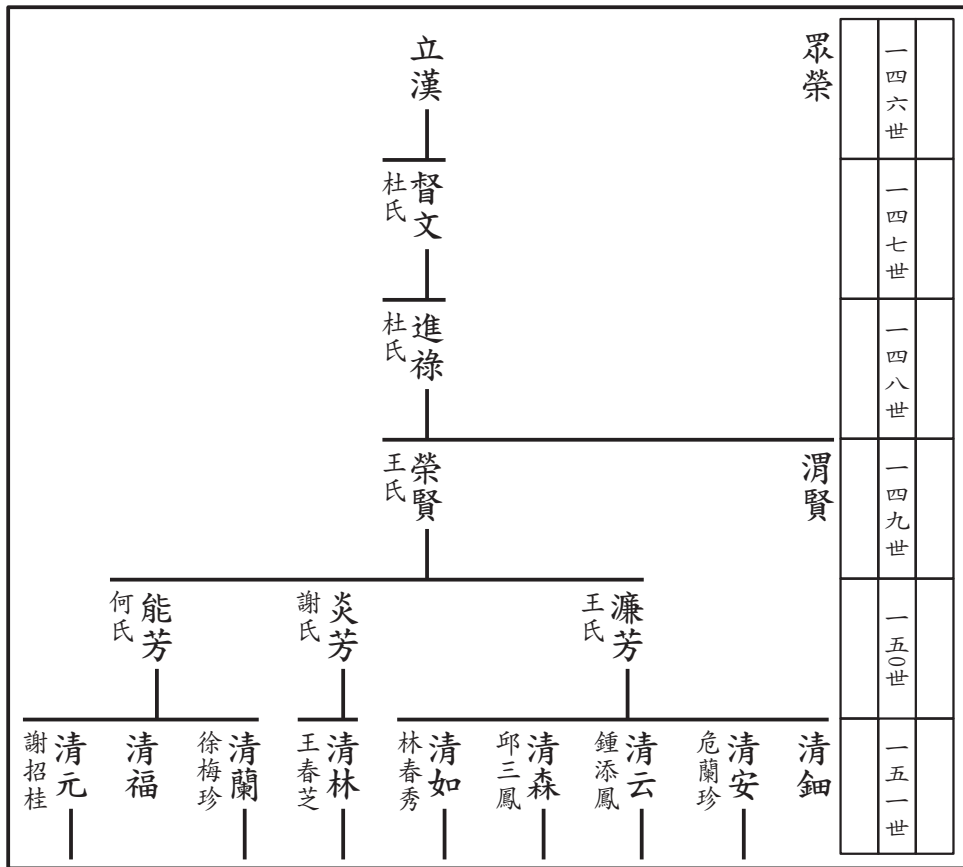 一四六世
眾榮
立漢
一四七世
督文
杜氏
一四八世
進祿
杜氏
一四九世
渭賢
榮賢
王氏
一五0世
濂芳
王氏
炎芳
謝氏
能芳
何氏
一五一世
清鈿
清安
危蘭珍
清云
鍾添鳳
清森
邱三鳳
清如
林春秀
清林
王春芝
清蘭
徐梅珍
清福
清元
謝招桂